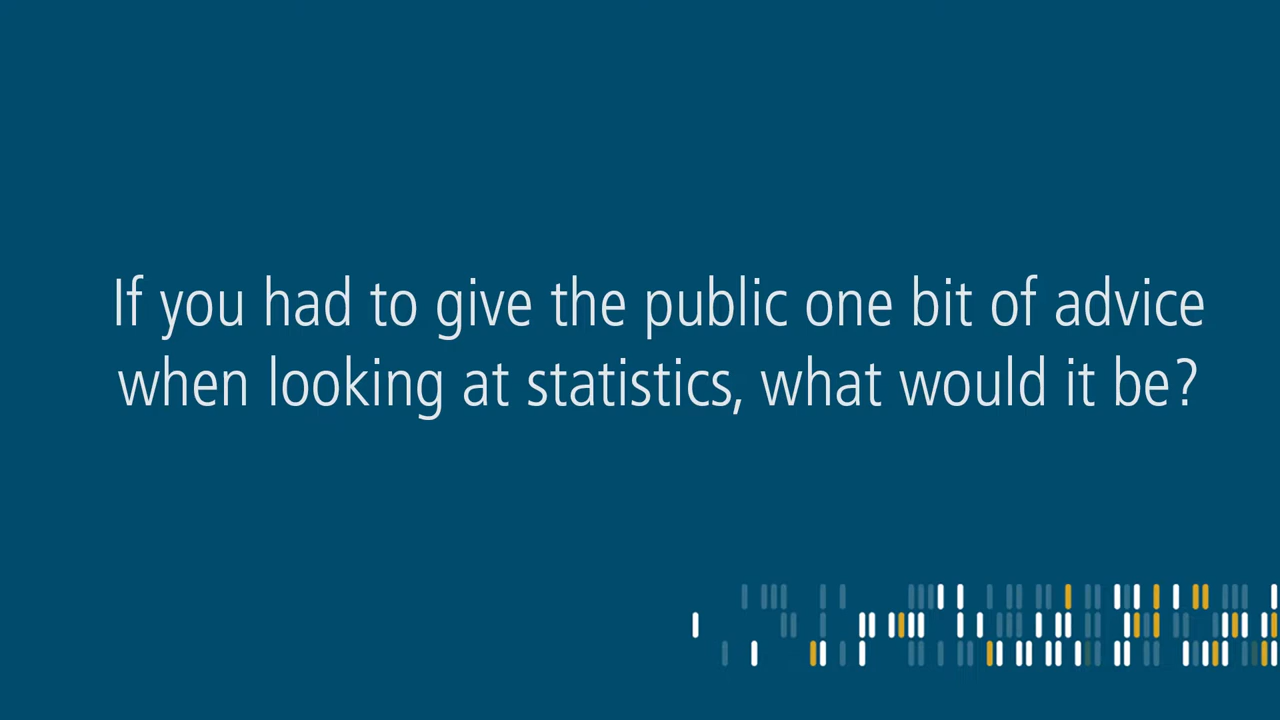 If you had to give the public one bit of advice
when looking at statistics, what would it be?